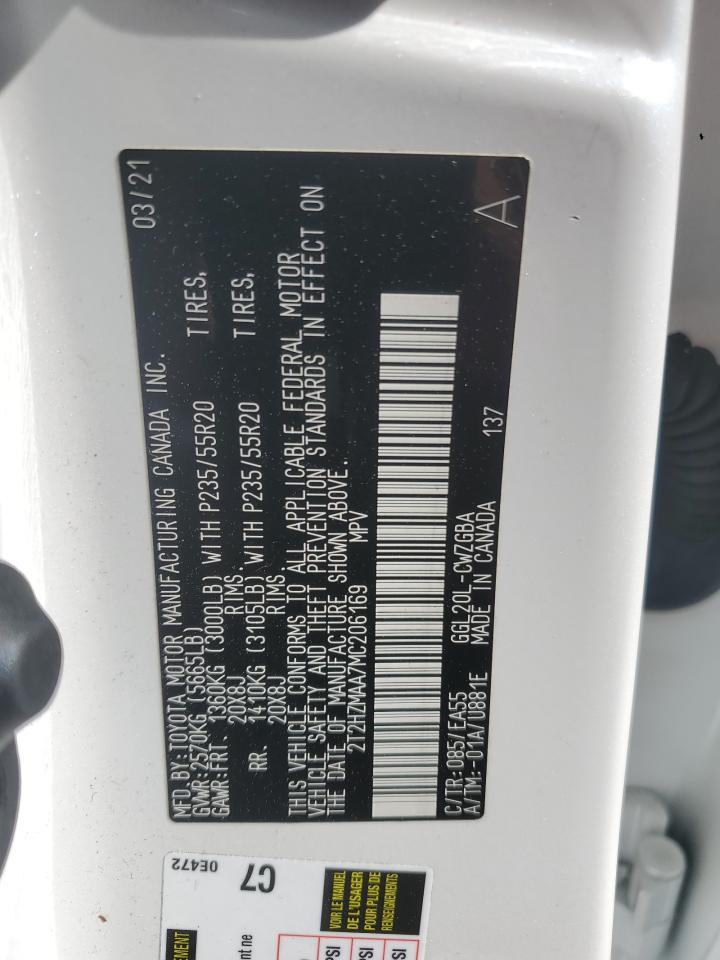 MFD. BY: TOYOTA MOTOR MANUFACTURING CANADA INC. 03/21
GVWR: 2570KG (5665LB)
GAWR: FRT. 1360KG (3000LB) WITH P235/55R20 TIRES,
20X8J RIMS
RR. 1410KG (3105LB) WITH P235/55R20 TIRES,
20X8J RIMS
THIS VEHICLE CONFORMS TO ALL APPLICABLE FEDERAL MOTOR
VEHICLE SAFETY AND THEFT PREVENTION STANDARDS IN EFFECT ON
THE DATE OF MANUFACTURE SHOWN ABOVE.
2T2HZMAA7MC206169 MPV
C/TR: 085/EA55 GGL20L-CWZGBA 137 A
A/TM: -01A/U881E MADE IN CANADA
0E472
C7
VOIR LE MANUEL
DE L'USAGER
POUR PLUS DE
RENSEIGNEMENTS
PSI
PSI